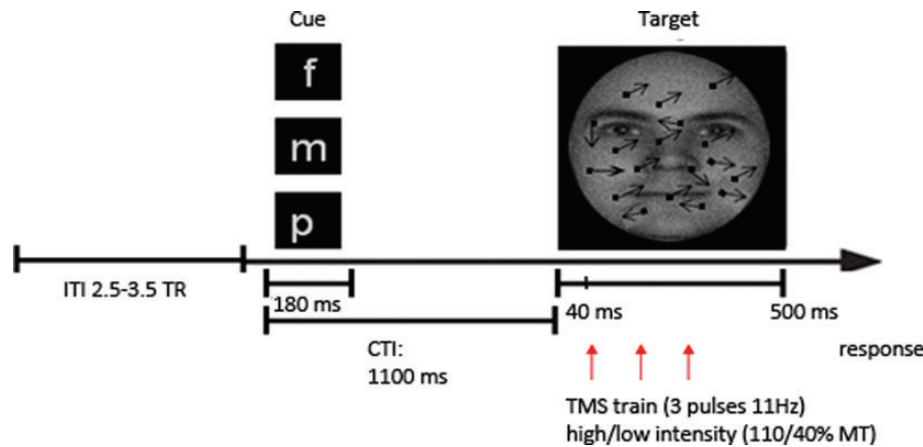 Cue
Target
f
m
p
ITI 2.5-3.5 TR
180 ms
40 ms
500 ms
CTI:
1100 ms
response
TMS train (3 pulses 11Hz)
high/low intensity (110/40% MT)